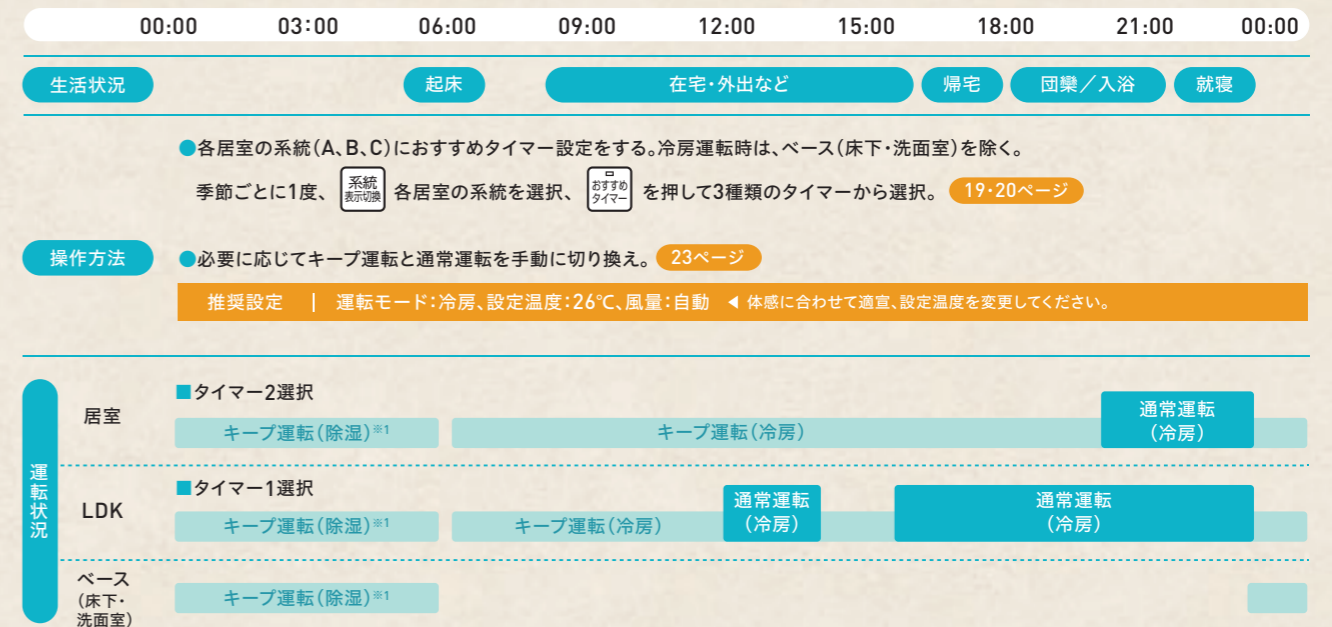 00:00 03:00 06:00 09:00 12:00 15:00 18:00 21:00 00:00
生活状況 起床 在宅・外出など 帰宅 団欒／入浴 就寝
●各居室の系統（A、B、C）におすすめタイマー設定をする。冷房運転時は、ベース（床下・洗面室）を除く。
季節ごとに1度、 系統 表示切換 各居室の系統を選択、 おすすめ タイマー を押して3種類のタイマーから選択。 19・20ページ
操作方法 ●必要に応じてキープ運転と通常運転を手動に切り換え。 23ページ
推奨設定 ｜ 運転モード：冷房、設定温度：26℃、風量：自動 ◀ 体感に合わせて適宜、設定温度を変更してください。
運転状況
居室
■タイマー2選択
キープ運転（除湿）※1 キープ運転（冷房）
通常運転
（冷房）
LDK
■タイマー1選択
キープ運転（除湿）※1 キープ運転（冷房）
通常運転
（冷房）
通常運転
（冷房）
ベース
（床下・
洗面室）
キープ運転（除湿）※1